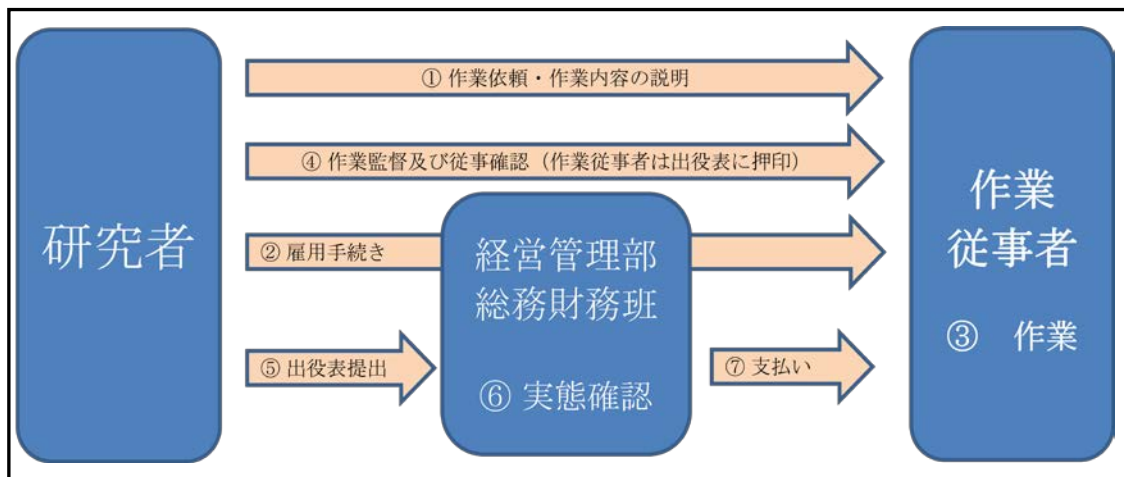 研究者
① 作業依頼・作業内容の説明
④ 作業監督及び従事確認（作業従事者は出役表に押印）
② 雇用手続き
⑤ 出役表提出
経営管理部
総務財務班
⑥ 実態確認
⑦ 支払い
作業
従事者
③　作業